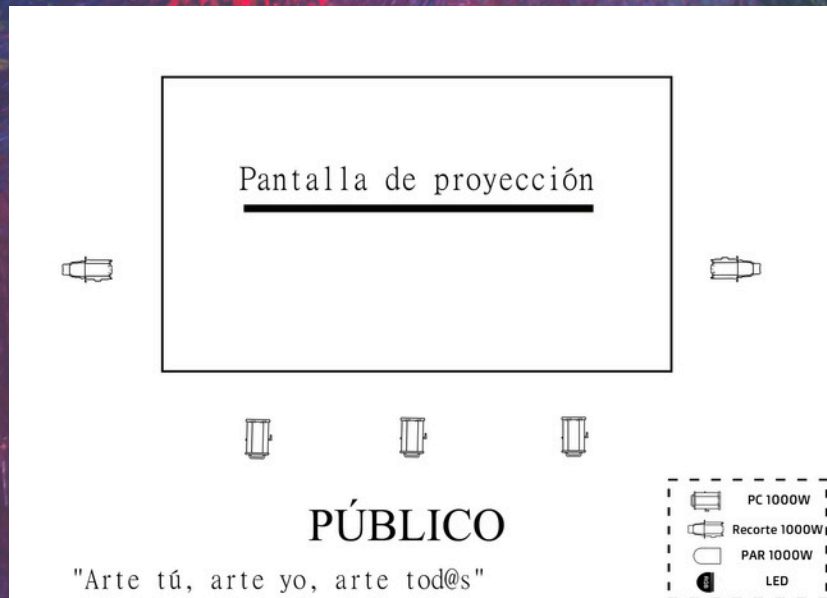 Pantalla de proyección
PÚBLICO
"Arte tú, arte yo, arte tod@s"
PC 1000W
Recorte 1000W
PAR 1000W
LED